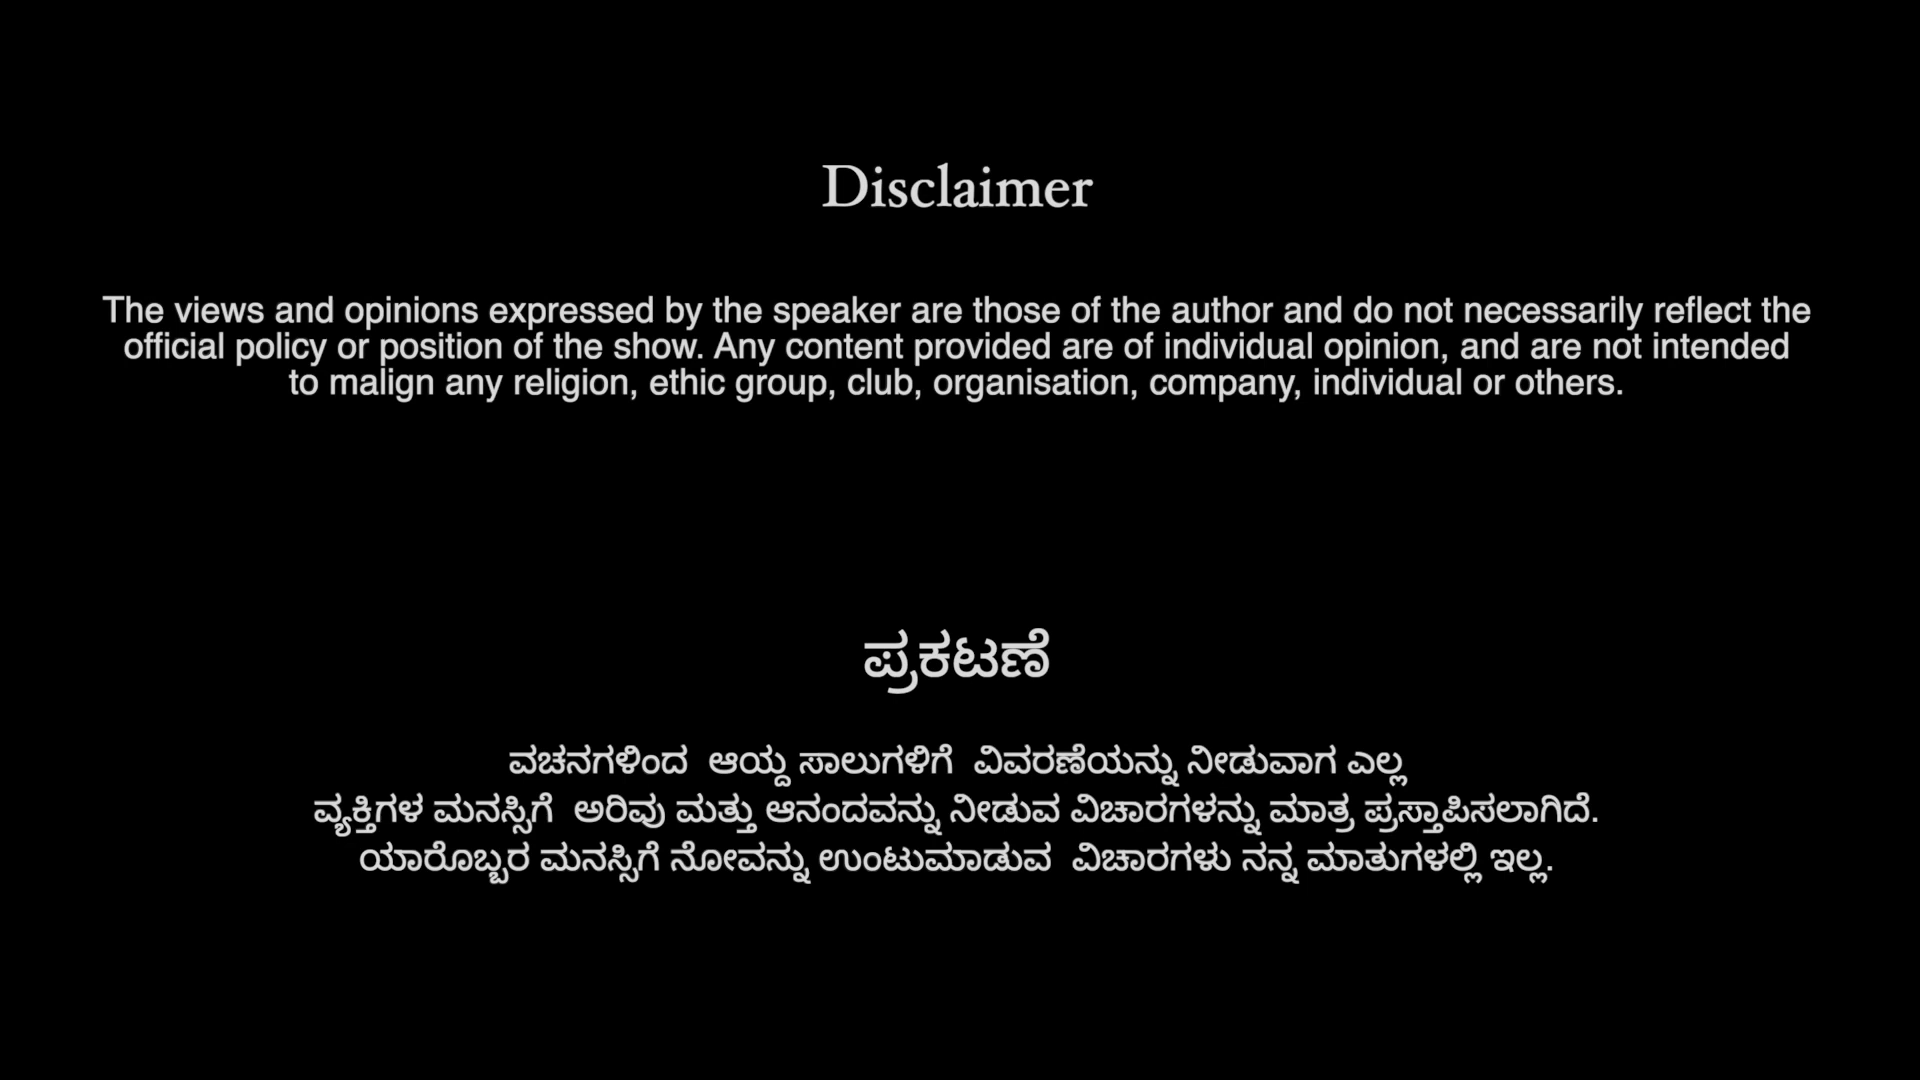 Disclaimer
The views and opinions expressed by the speaker are those of the author and do not necessarily reflect the
official policy or position of the show. Any content provided are of individual opinion, and are not intended
to malign any religion, ethic group, club, organisation, company, individual or others.
ಪ್ರಕಟಣೆ
ವಚನಗಳಿಂದ ಆಯ್ದ ಸಾಲುಗಳಿಗೆ ವಿವರಣೆಯನ್ನು ನೀಡುವಾಗ ಎಲ್ಲ
ವ್ಯಕ್ತಿಗಳ ಮನಸ್ಸಿಗೆ ಅರಿವು ಮತ್ತು ಆನಂದವನ್ನು ನೀಡುವ ವಿಚಾರಗಳನ್ನು ಮಾತ್ರ ಪ್ರಸ್ತಾಪಿಸಲಾಗಿದೆ.
ಯಾರೊಬ್ಬರ ಮನಸ್ಸಿಗೆ ನೋವನ್ನು ಉಂಟುಮಾಡುವ ವಿಚಾರಗಳು ನನ್ನ ಮಾತುಗಳಲ್ಲಿ ಇಲ್ಲ.